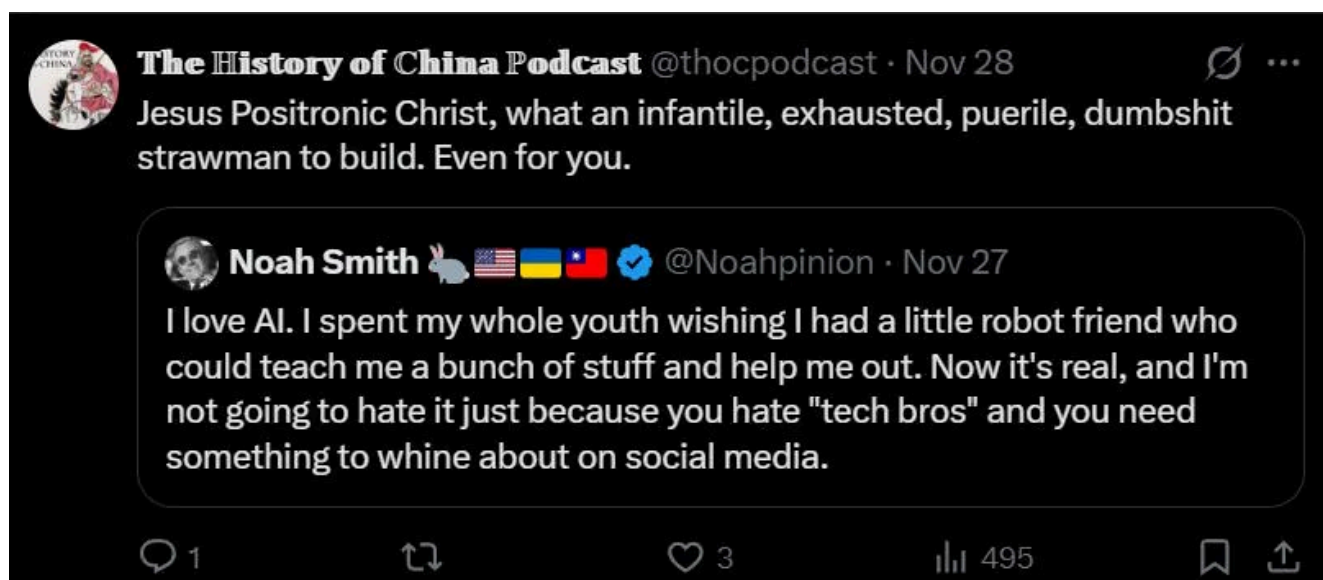 The ℍistory of ℂhina ℙodcast @thocpodcast · Nov 28
Jesus Positronic Christ, what an infantile, exhausted, puerile, dumbshit
strawman to build. Even for you.
Noah Smith 🐇🇺🇸🇺🇦🇹🇼 @Noahpinion · Nov 27
I love AI. I spent my whole youth wishing I had a little robot friend who
could teach me a bunch of stuff and help me out. Now it's real, and I'm
not going to hate it just because you hate "tech bros" and you need
something to whine about on social media.
1 3 495